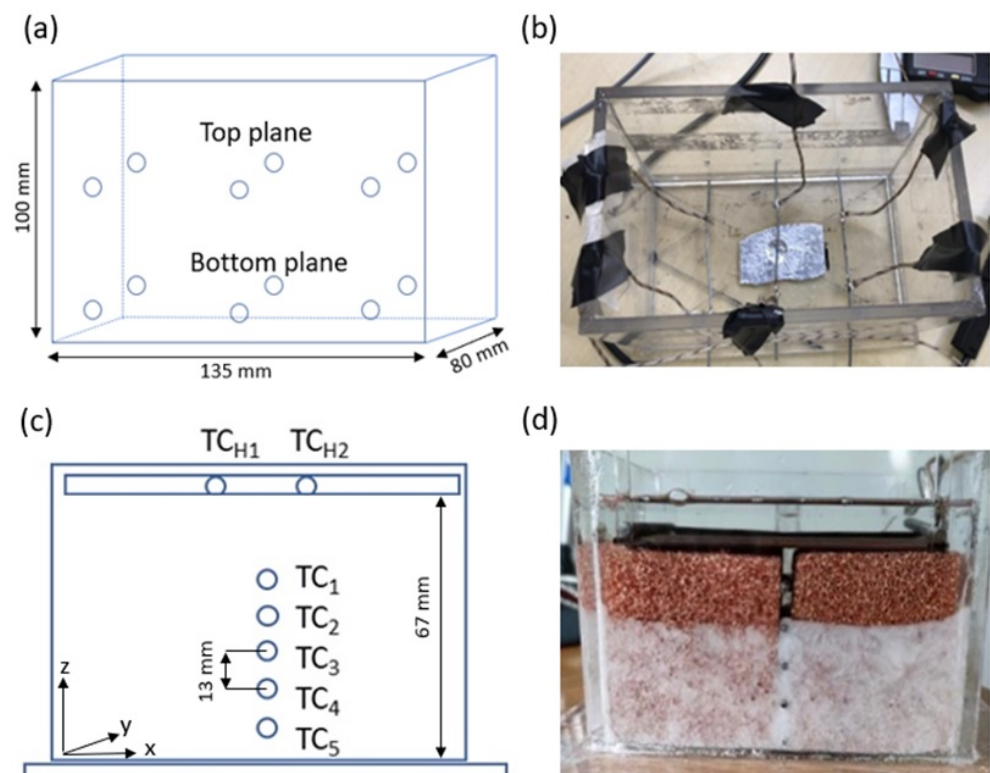 (a)
Top plane
Bottom plane
100 mm
135 mm
80 mm
(b)
(c)
TCH1
TCH2
TC1
TC2
TC3
TC4
TC5
13 mm
67 mm
z
y
x
(d)